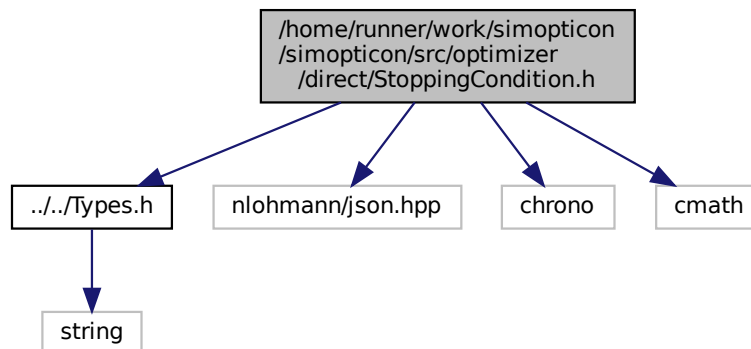 /home/runner/work/simopticon
/simopticon/src/optimizer
/direct/StoppingCondition.h
../../Types.h
nlohmann/json.hpp
chrono
cmath
string